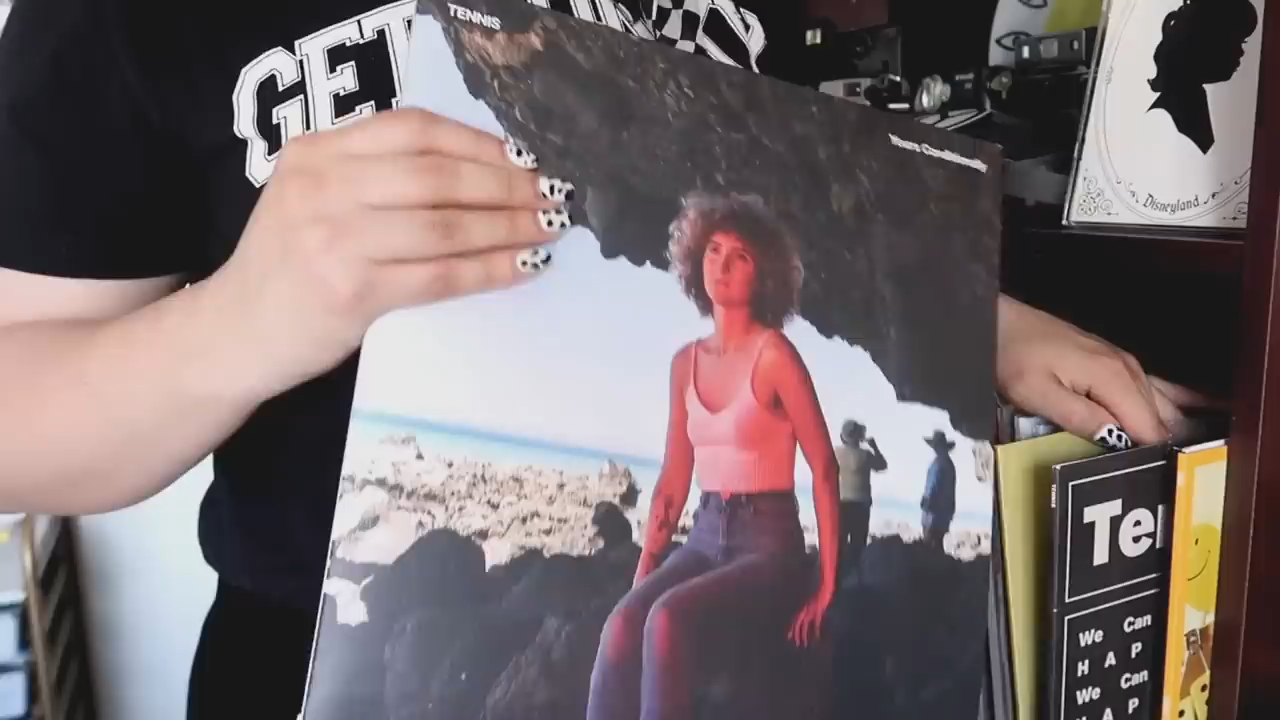 GET
TENNIS
Yours Conditionally
Disneyland
Te
We Can
H A P
We Can
H A P